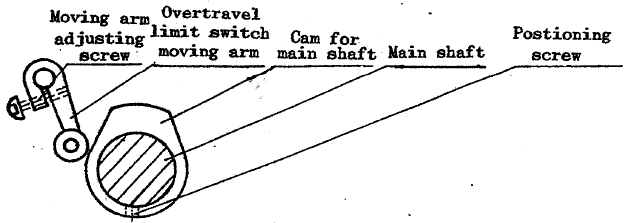 Moving arm
adjusting
screw
Overtravel
limit switch
moving arm
Cam for
main shaft
Main shaft
Postioning
screw